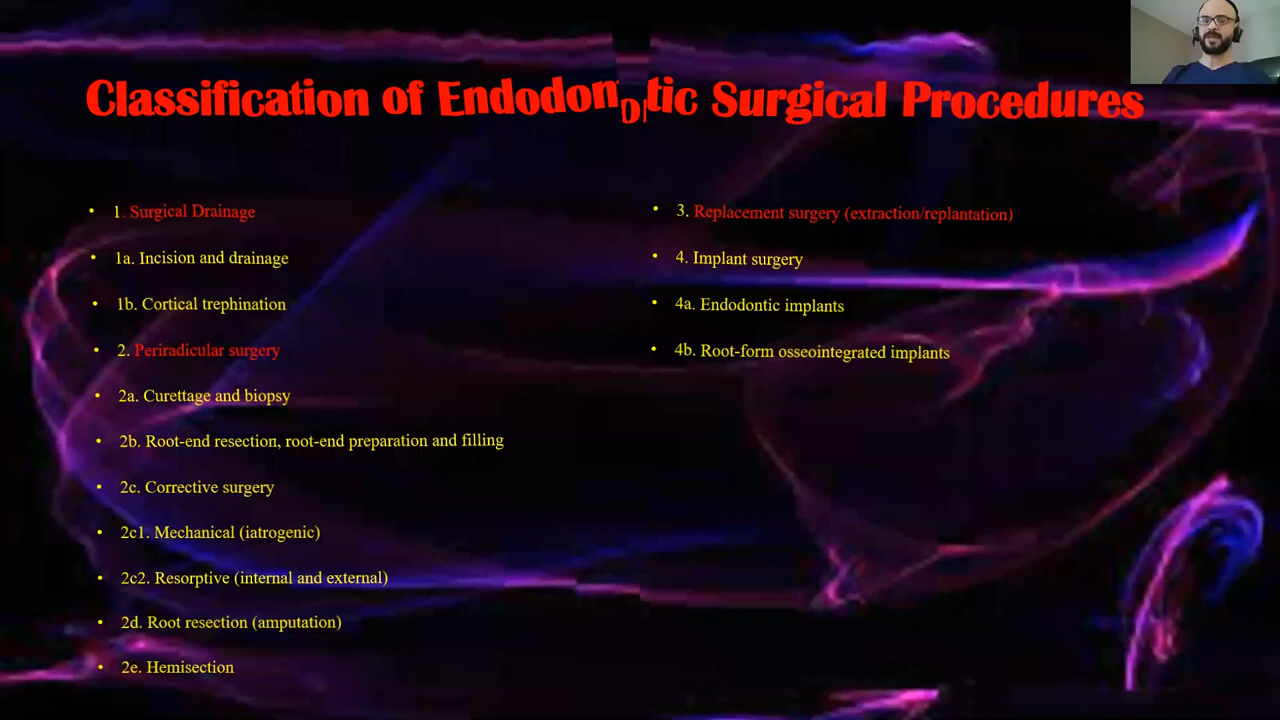 Classification of Endodontic Surgical Procedures
1. Surgical Drainage
1a. Incision and drainage
1b. Cortical trephination
2. Periradicular surgery
2a. Curettage and biopsy
2b. Root-end resection, root-end preparation and filling
2c. Corrective surgery
2c1. Mechanical (iatrogenic)
2c2. Resorptive (internal and external)
2d. Root resection (amputation)
2e. Hemisection
3. Replacement surgery (extraction/replantation)
4. Implant surgery
4a. Endodontic implants
4b. Root-form osseointegrated implants